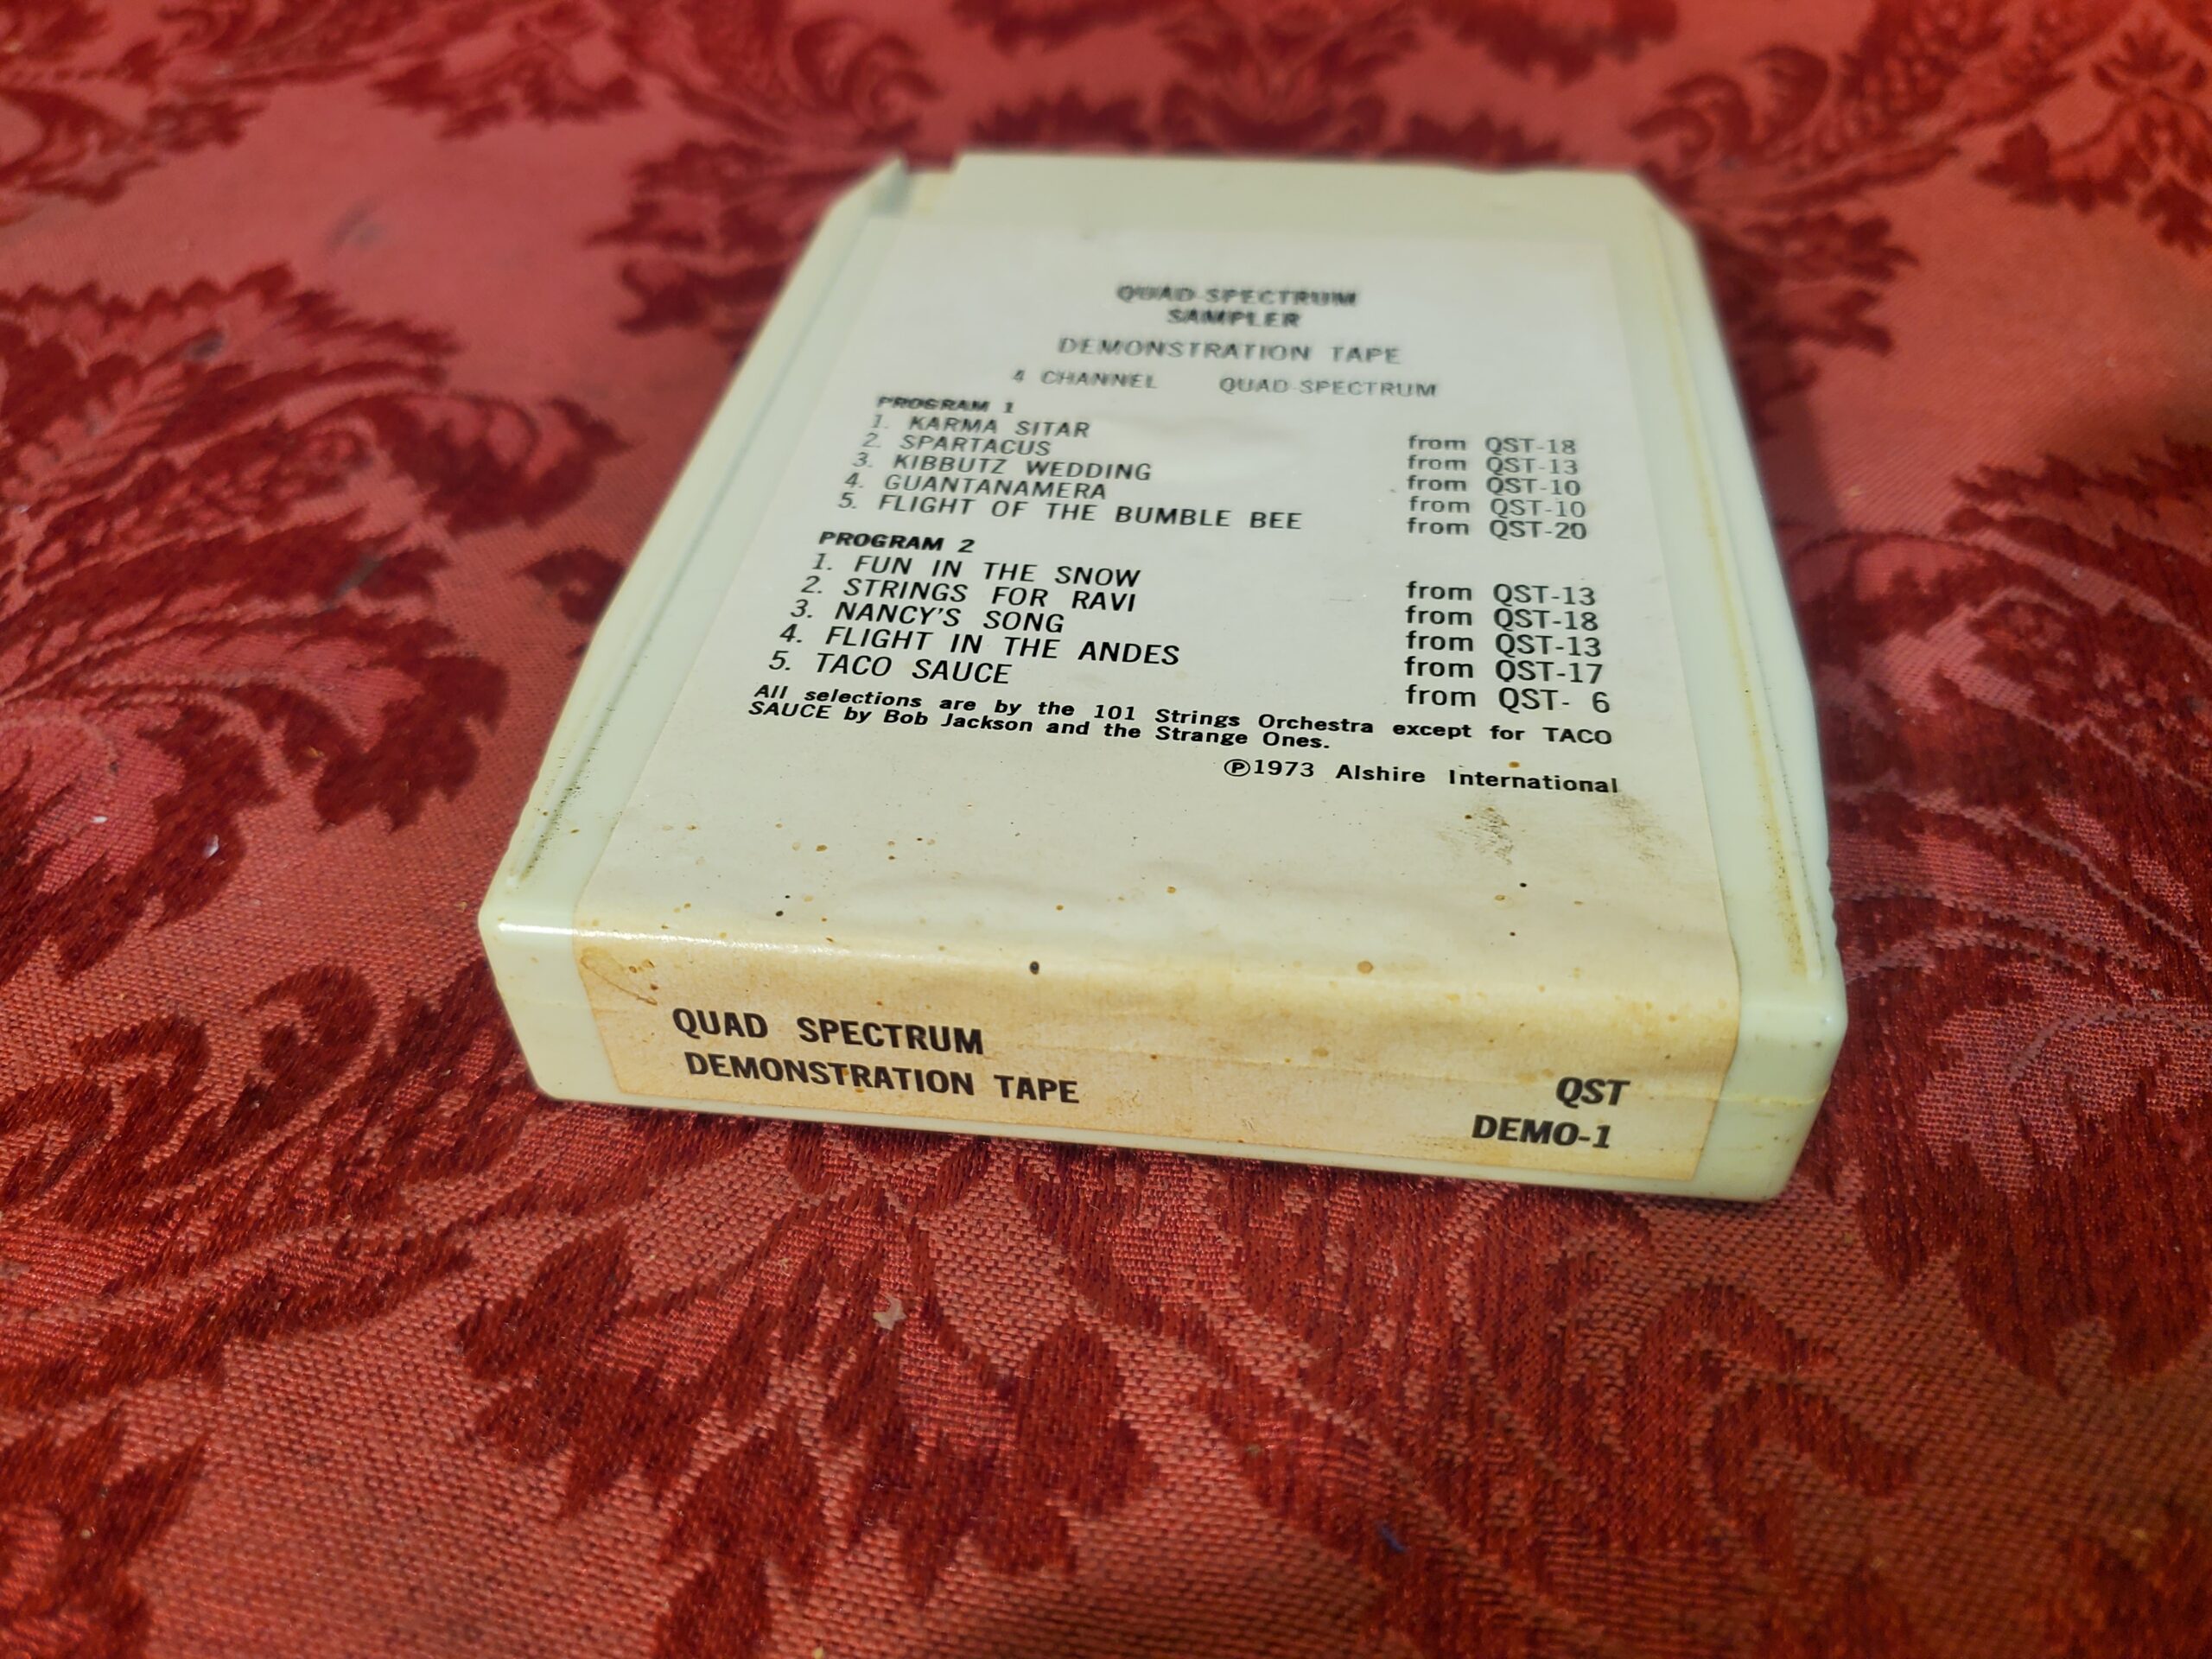 QUAD-SPECTRUM
SAMPLER
DEMONSTRATION TAPE
4 CHANNEL QUAD-SPECTRUM
PROGRAM 1
1. KARMA SITAR from QST-18
2. SPARTACUS from QST-13
3. KIBBUTZ WEDDING from QST-10
4. GUANTANAMERA from QST-10
5. FLIGHT OF THE BUMBLE BEE from QST-20
PROGRAM 2
1. FUN IN THE SNOW from QST-13
2. STRINGS FOR RAVI from QST-18
3. NANCY'S SONG from QST-13
4. FLIGHT IN THE ANDES from QST-17
5. TACO SAUCE from QST- 6
All selections are by the 101 Strings Orchestra except for TACO
SAUCE by Bob Jackson and the Strange Ones.
℗1973 Alshire International
QUAD SPECTRUM
DEMONSTRATION TAPE
QST
DEMO-1